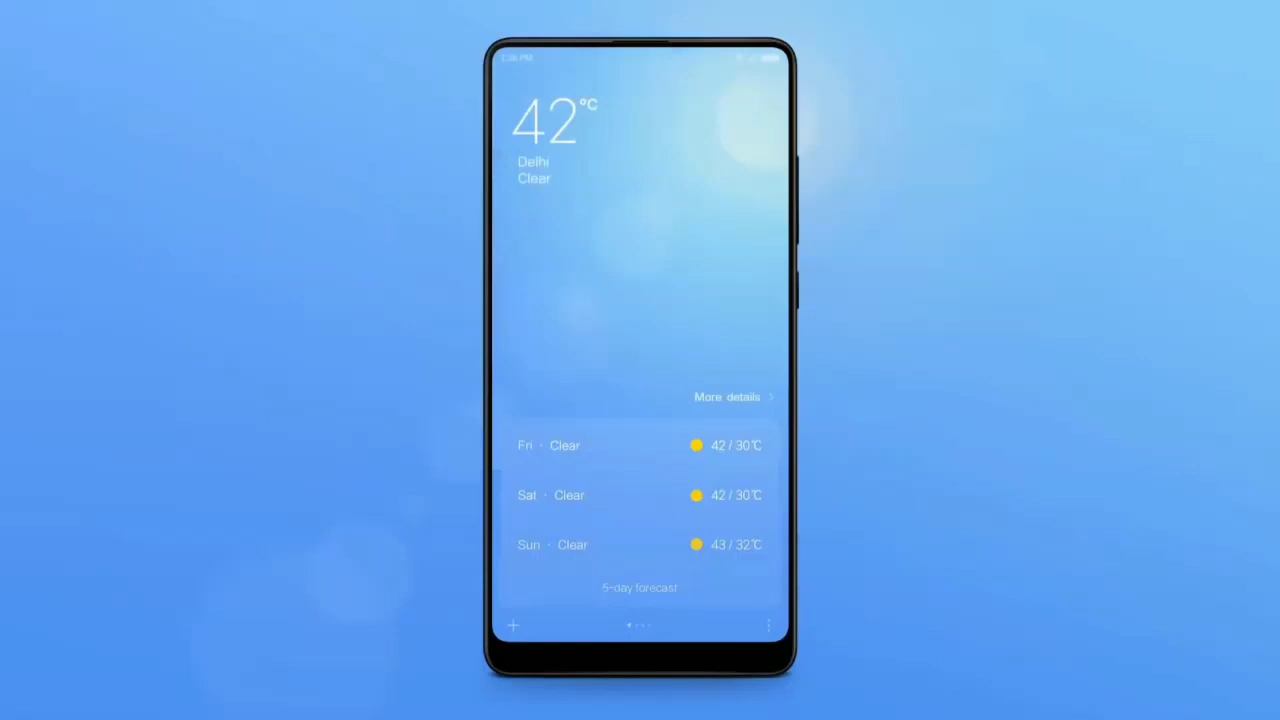 42°C
Delhi
Clear
More details
Fri · Clear 42 / 30℃
Sat · Clear 42 / 30℃
Sun · Clear 43 / 32℃
5-day forecast